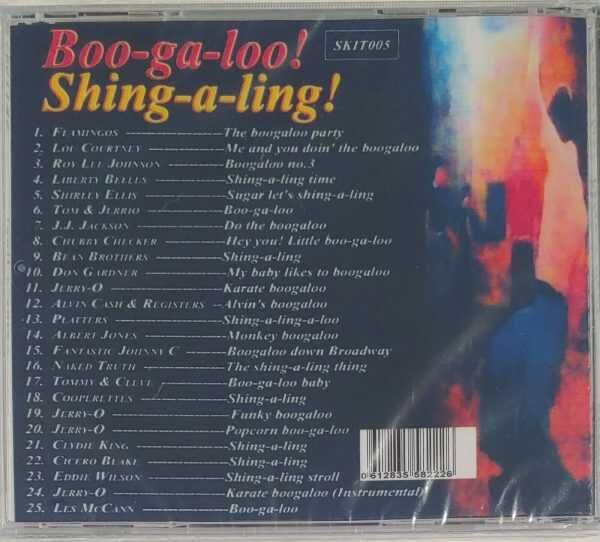 Boo-ga-loo!
SKIT005
Shing-a-ling!
1. FLAMINGOS The boogaloo party
2. LOU COURTNEY Me and you doin' the boogaloo
3. ROY LEE JOHNSON Boogaloo no.3
4. LIBERTY BELLES Shing-a-ling time
5. SHIRLEY ELLIS Sugar let's shing-a-ling
6. TOM & JERRIO Boo-ga-loo
7. J.J. JACKSON Do the boogaloo
8. CHUBBY CHECKER Hey you! Little boo-ga-loo
9. BEAN BROTHERS Shing-a-ling
10. DON GARDNER My baby likes to boogaloo
11. JERRY-O Karate boogaloo
12. ALVIN CASH & REGISTERS Alvin's boogaloo
13. PLATTERS Shing-a-ling-a-loo
14. ALBERT JONES Monkey boogaloo
15. FANTASTIC JOHNNY C Boogaloo down Broadway
16. NAKED TRUTH The shing-a-ling thing
17. TOMMY & CLEVE Boo-ga-loo baby
18. COOPERETTES Shing-a-ling
19. JERRY-O Funky boogaloo
20. JERRY-O Popcorn boo-ga-loo
21. CLYDIE KING Shing-a-ling
22. CICERO BLAKE Shing-a-ling
23. EDDIE WILSON Shing-a-ling stroll
24. JERRY-O Karate boogaloo (Instrumental)
25. LES MCCANN Boo-ga-loo
0 612835 582226